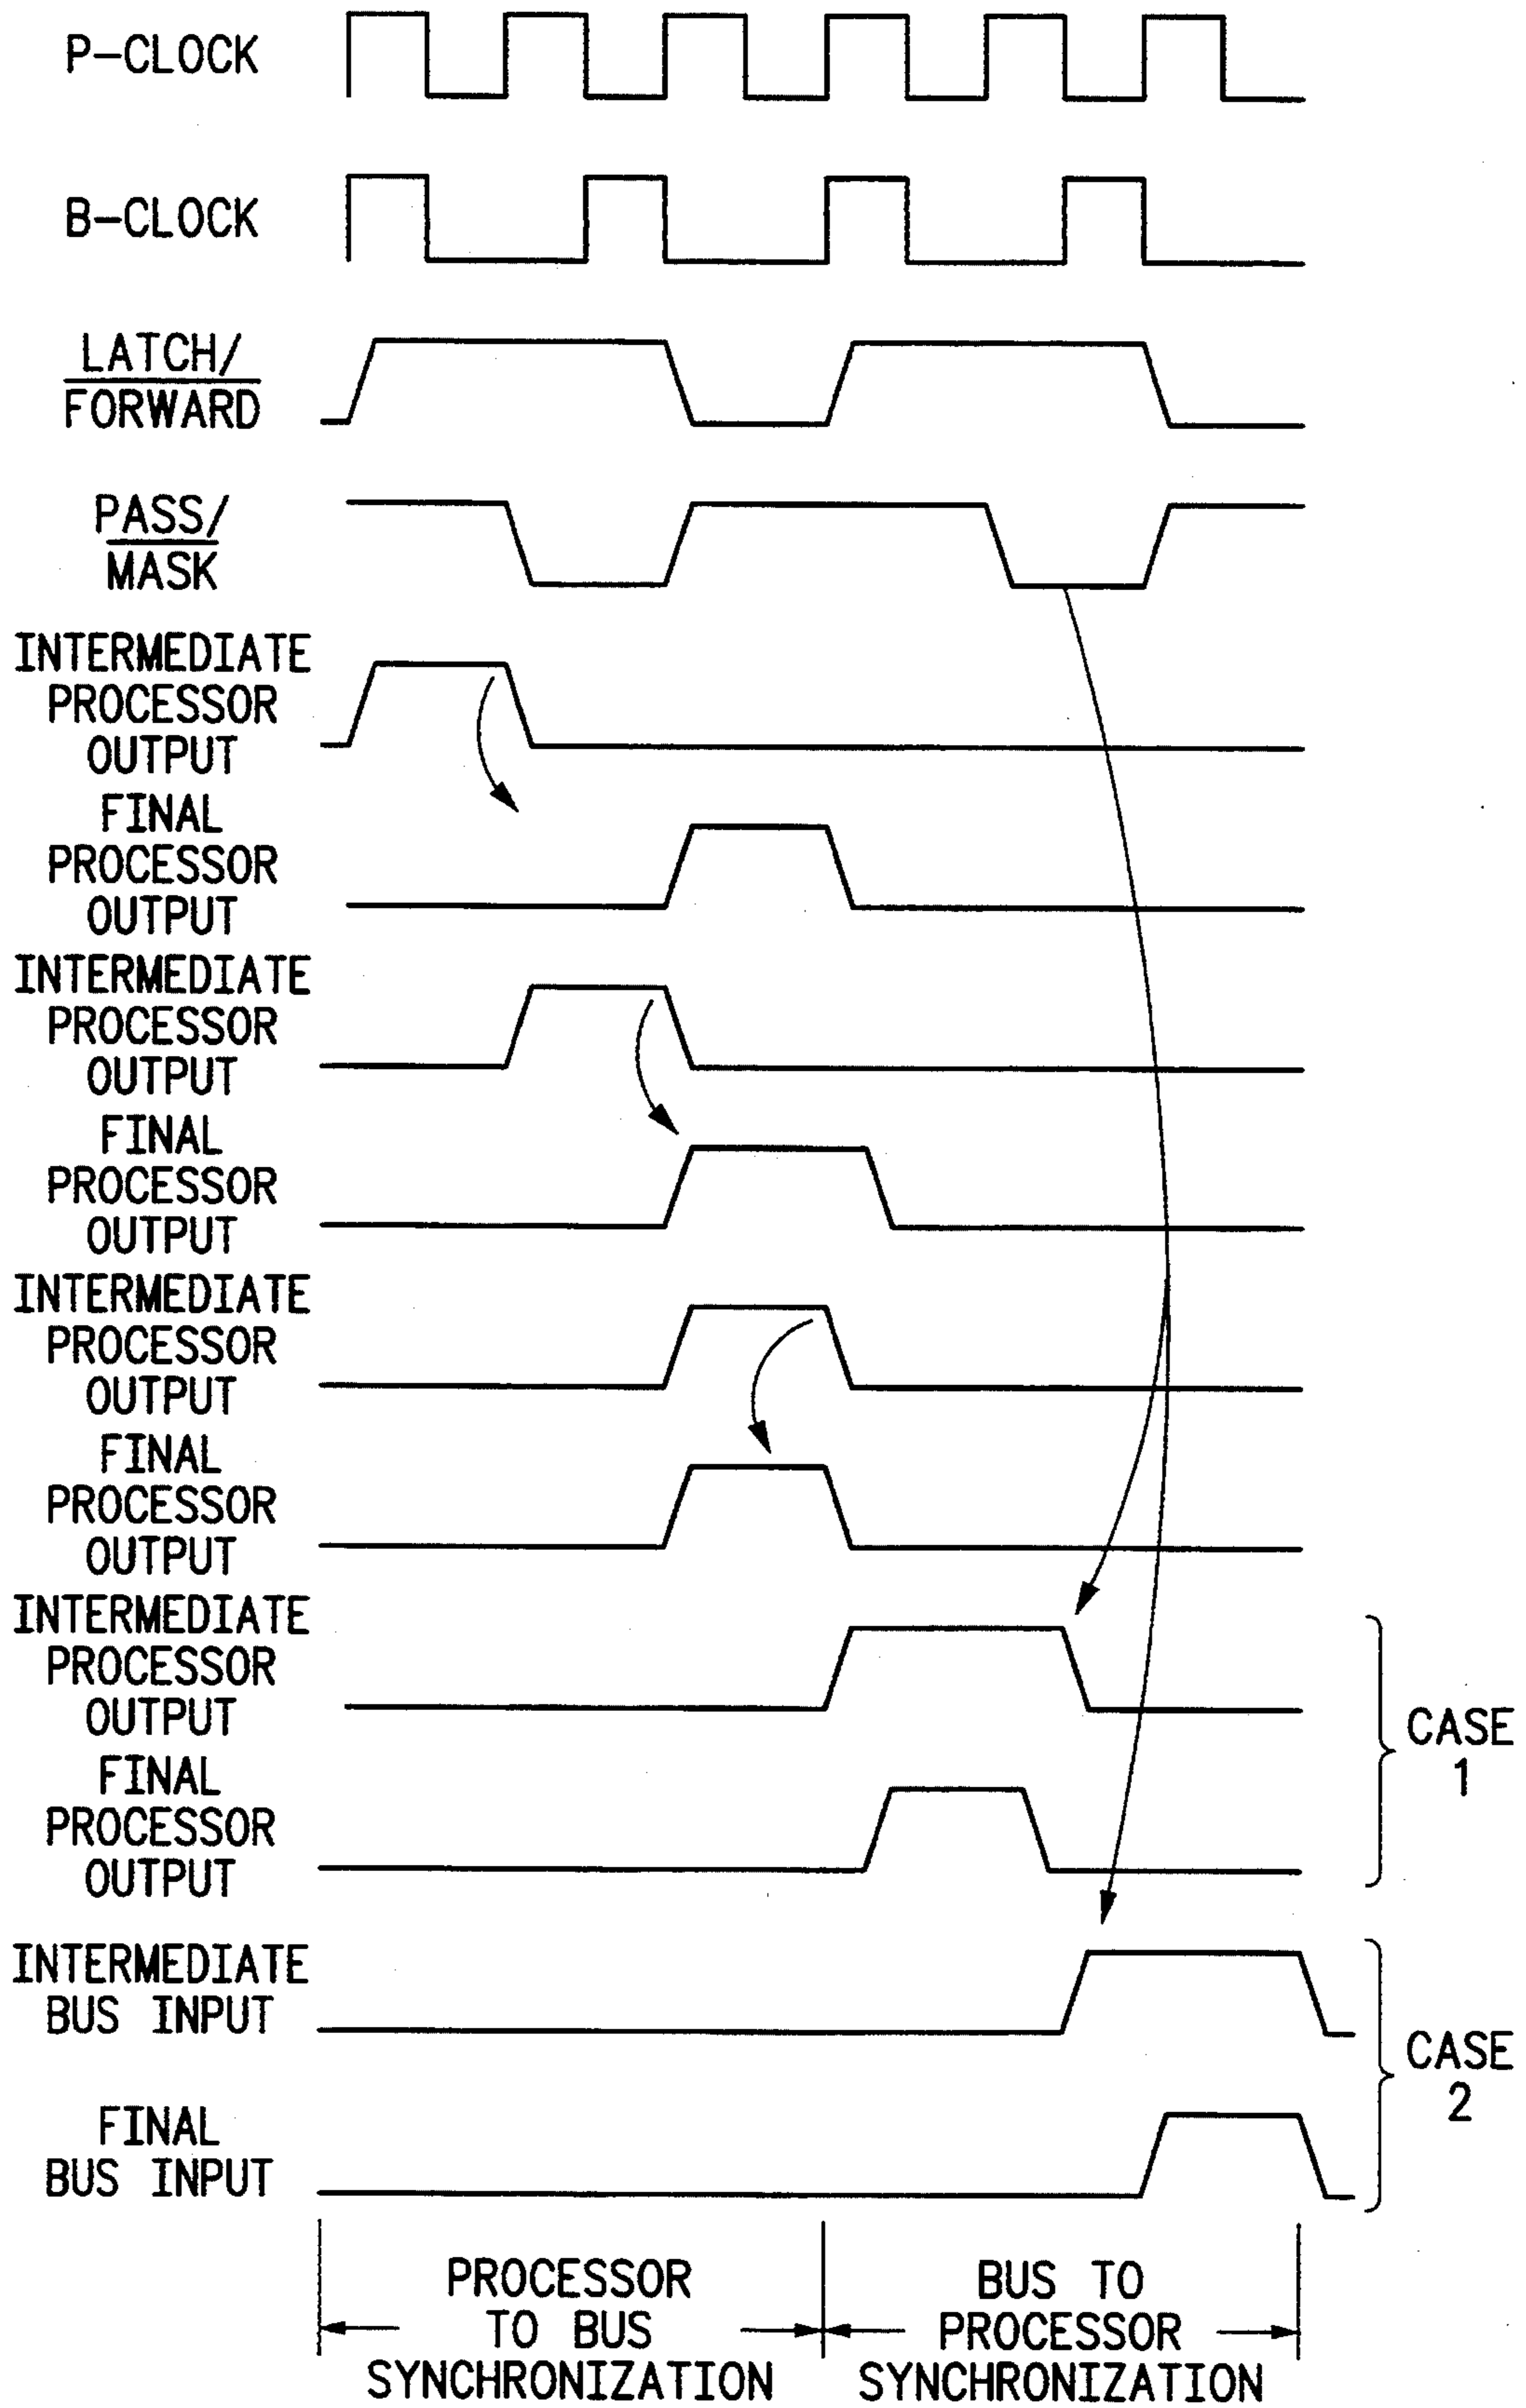 P-CLOCK
B-CLOCK
LATCH/
FORWARD
PASS/
MASK
INTERMEDIATE
PROCESSOR
OUTPUT
FINAL
PROCESSOR
OUTPUT
INTERMEDIATE
PROCESSOR
OUTPUT
FINAL
PROCESSOR
OUTPUT
INTERMEDIATE
PROCESSOR
OUTPUT
FINAL
PROCESSOR
OUTPUT
INTERMEDIATE
PROCESSOR
OUTPUT
FINAL
PROCESSOR
OUTPUT
CASE
1
INTERMEDIATE
BUS INPUT
FINAL
BUS INPUT
CASE
2
PROCESSOR
TO BUS
SYNCHRONIZATION
BUS TO
PROCESSOR
SYNCHRONIZATION